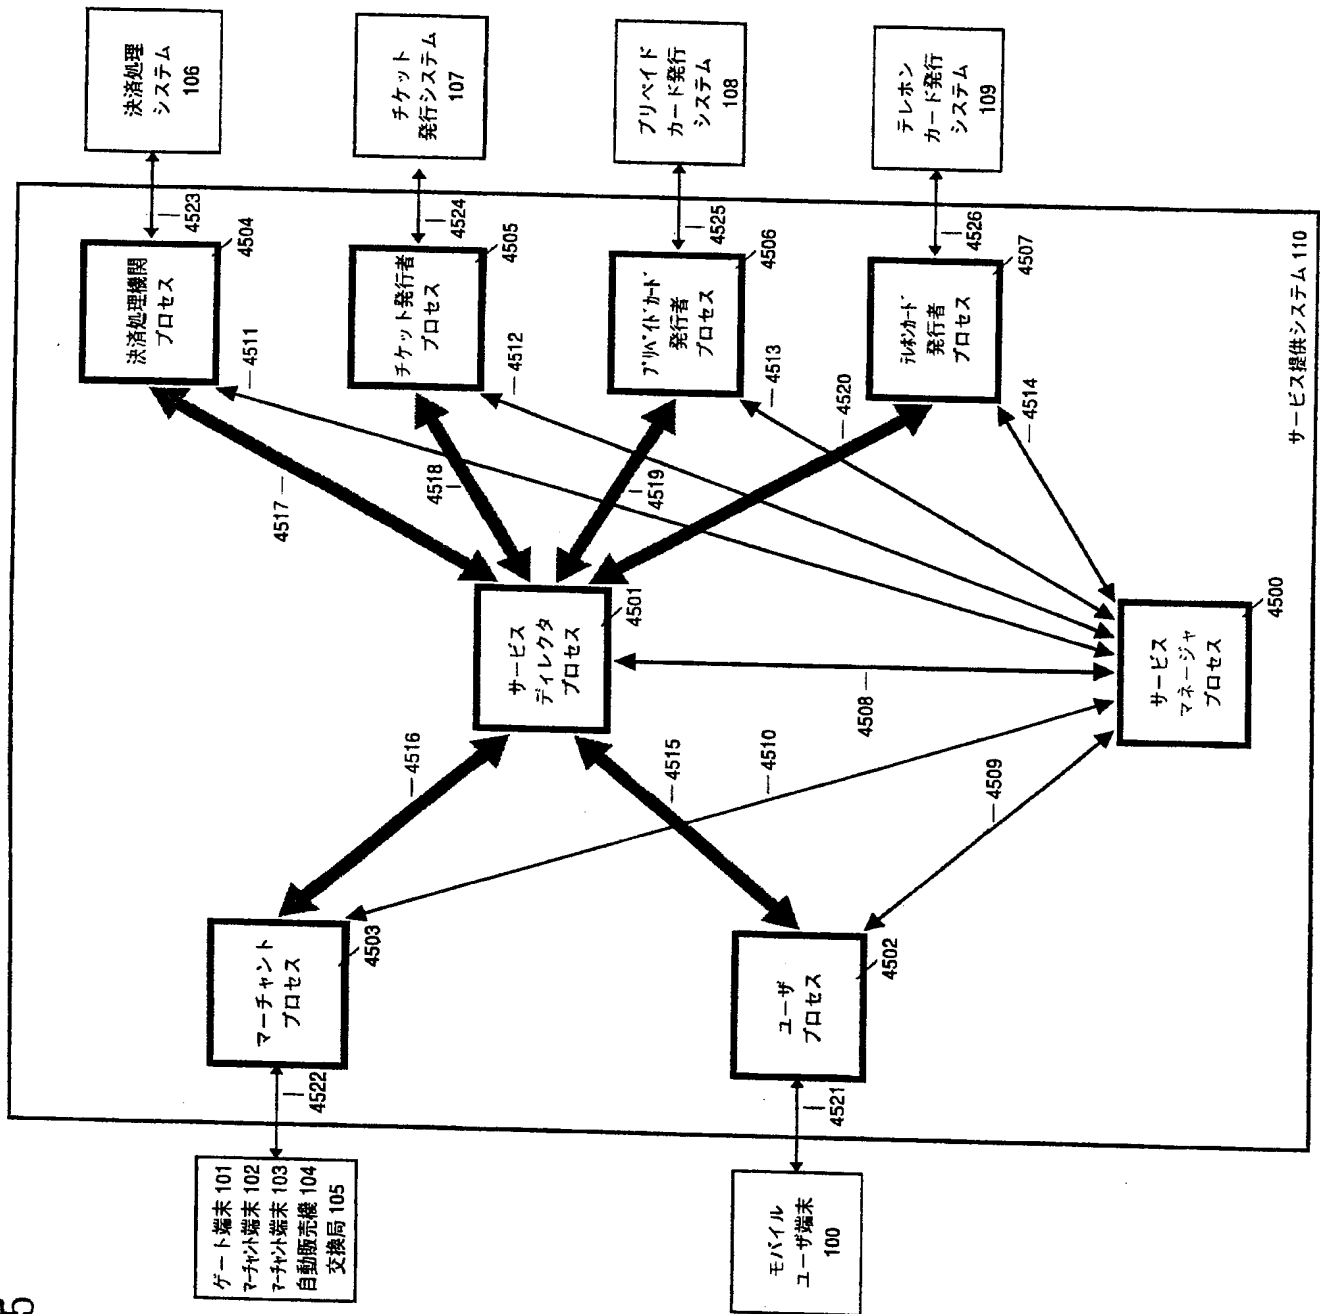 決済処理
システム
106
チケット
発行システム
107
プリペイド
カード発行
システム
108
テレホン
カード発行
システム
109
4523
4524
4525
4526
決済処理機関
プロセス
4504
チケット発行者
プロセス
4505
プリペイドカード
発行者
プロセス
4506
テレホンカード
発行者
プロセス
4507
サービス提供システム 110
4511
4512
4513
4520
4514
4517
4518
4519
サービス
ディレクタ
プロセス
4501
サービス
マネージャ
プロセス
4500
4516
4515
4510
4508
4509
マーチャント
プロセス
4503
ユーザ
プロセス
4502
4522
4521
ゲート端末 101
マーチャント端末 102
マーチャント端末 103
自動販売機 104
交換局 105
モバイル
ユーザ端末
100
5